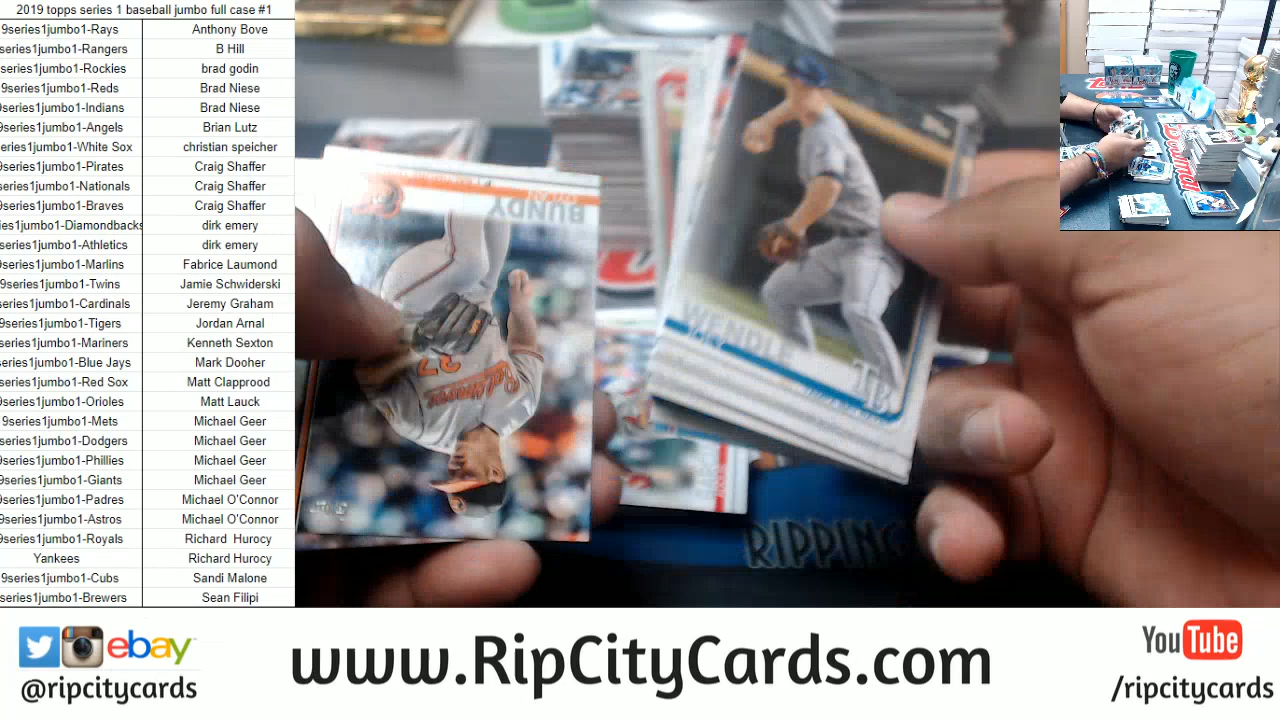 2019 topps series 1 baseball jumbo full case #1
9series1jumbo1-Rays Anthony Bove
series1jumbo1-Rangers B Hill
series1jumbo1-Rockies brad godin
9series1jumbo1-Reds Brad Niese
9series1jumbo1-Indians Brad Niese
9series1jumbo1-Angels Brian Lutz
eries1jumbo1-White Sox christian speicher
9series1jumbo1-Pirates Craig Shaffer
series1jumbo1-Nationals Craig Shaffer
9series1jumbo1-Braves Craig Shaffer
ies1jumbo1-Diamondbacks dirk emery
series1jumbo1-Athletics dirk emery
9series1jumbo1-Marlins Fabrice Laumond
9series1jumbo1-Twins Jamie Schwiderski
series1jumbo1-Cardinals Jeremy Graham
9series1jumbo1-Tigers Jordan Arnal
series1jumbo1-Mariners Kenneth Sexton
series1jumbo1-Blue Jays Mark Dooher
series1jumbo1-Red Sox Matt Clapprood
series1jumbo1-Orioles Matt Lauck
9series1jumbo1-Mets Michael Geer
series1jumbo1-Dodgers Michael Geer
9series1jumbo1-Phillies Michael Geer
9series1jumbo1-Giants Michael Geer
series1jumbo1-Padres Michael O'Connor
9series1jumbo1-Astros Michael O'Connor
9series1jumbo1-Royals Richard Hurocy
Yankees Richard Hurocy
9series1jumbo1-Cubs Sandi Malone
series1jumbo1-Brewers Sean Filipi
BUNDY
27
WENDLE
JOEY
TB
RIPPING
ebay
@ripcitycards
www.RipCityCards.com
YouTube
/ripcitycards